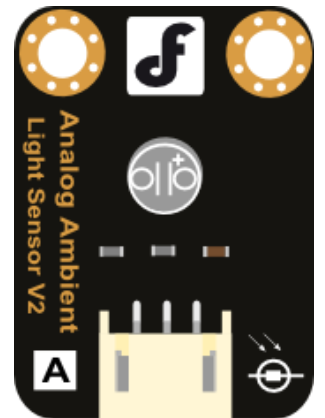 Analog Ambient
Light Sensor V2
A